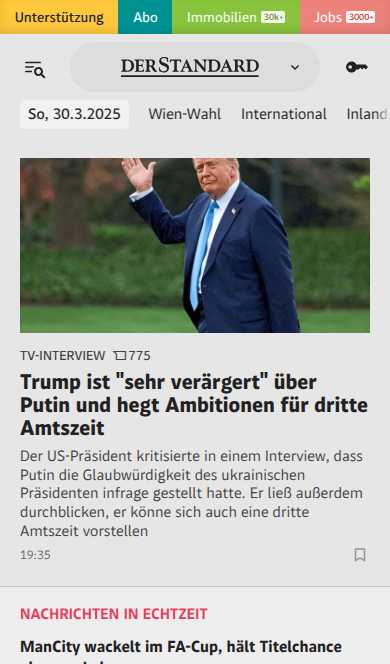 Unterstützung Abo Immobilien 30k+ Jobs 3000+
DERSTANDARD
So, 30.3.2025 Wien-Wahl International Inland
TV-INTERVIEW 775
Trump ist "sehr verärgert" über
Putin und hegt Ambitionen für dritte
Amtszeit
Der US-Präsident kritisierte in einem Interview, dass
Putin die Glaubwürdigkeit des ukrainischen
Präsidenten infrage gestellt hatte. Er ließ außerdem
durchblicken, er könne sich auch eine dritte
Amtszeit vorstellen
19:35
NACHRICHTEN IN ECHTZEIT
ManCity wackelt im FA-Cup, hält Titelchance